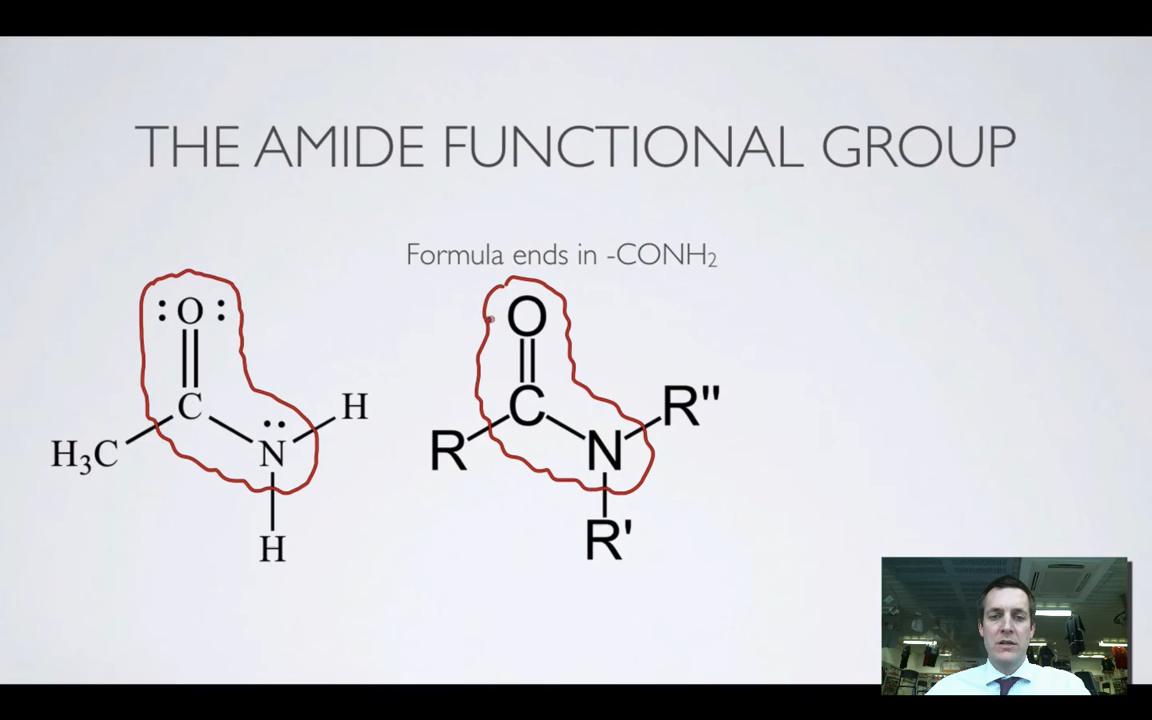 THE AMIDE FUNCTIONAL GROUP
Formula ends in -CONH₂
:O:
C
N
H
H₃C
H
O
C
N
R
R"
R'